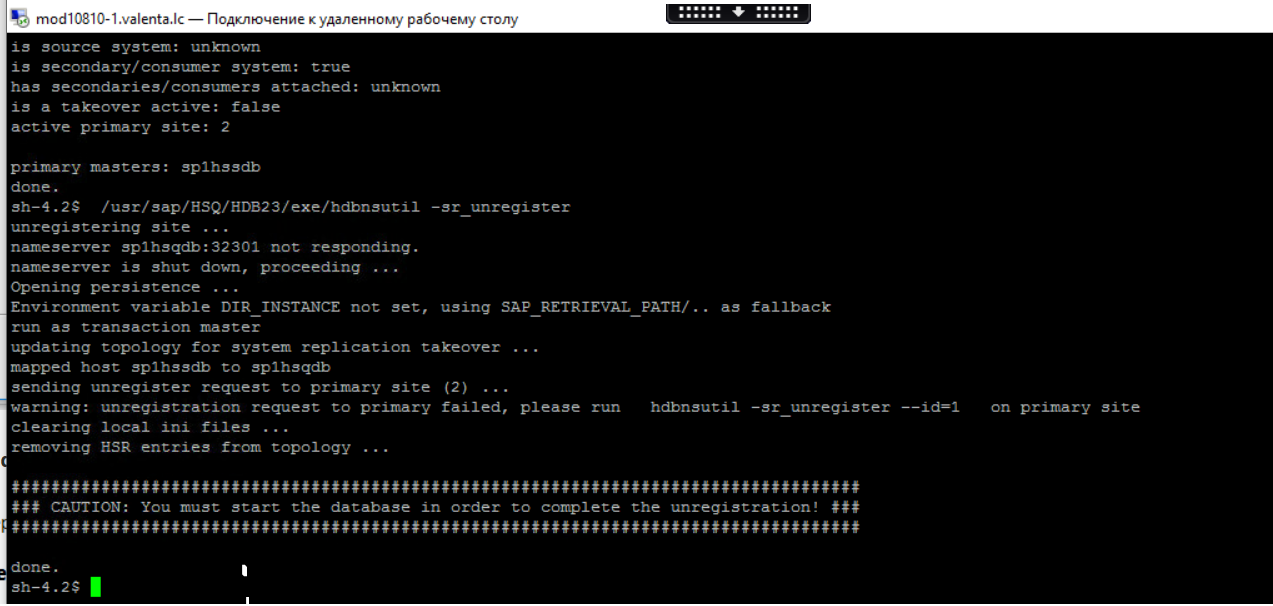 mod10810-1.valenta.lc — Подключение к удаленному рабочему столу
is source system: unknown
is secondary/consumer system: true
has secondaries/consumers attached: unknown
is a takeover active: false
active primary site: 2
primary masters: sp1hssdb
done.
sh-4.2$  /usr/sap/HSQ/HDB23/exe/hdbnsutil -sr_unregister
unregistering site ...
nameserver sp1hsqdb:32301 not responding.
nameserver is shut down, proceeding ...
Opening persistence ...
Environment variable DIR_INSTANCE not set, using SAP_RETRIEVAL_PATH/.. as fallback
run as transaction master
updating topology for system replication takeover ...
mapped host sp1hssdb to sp1hsqdb
sending unregister request to primary site (2) ...
warning: unregistration request to primary failed, please run   hdbnsutil -sr_unregister --id=1   on primary site
clearing local ini files ...
removing HSR entries from topology ...
#####################################################################################
### CAUTION: You must start the database in order to complete the unregistration! ###
#####################################################################################
done.
sh-4.2$